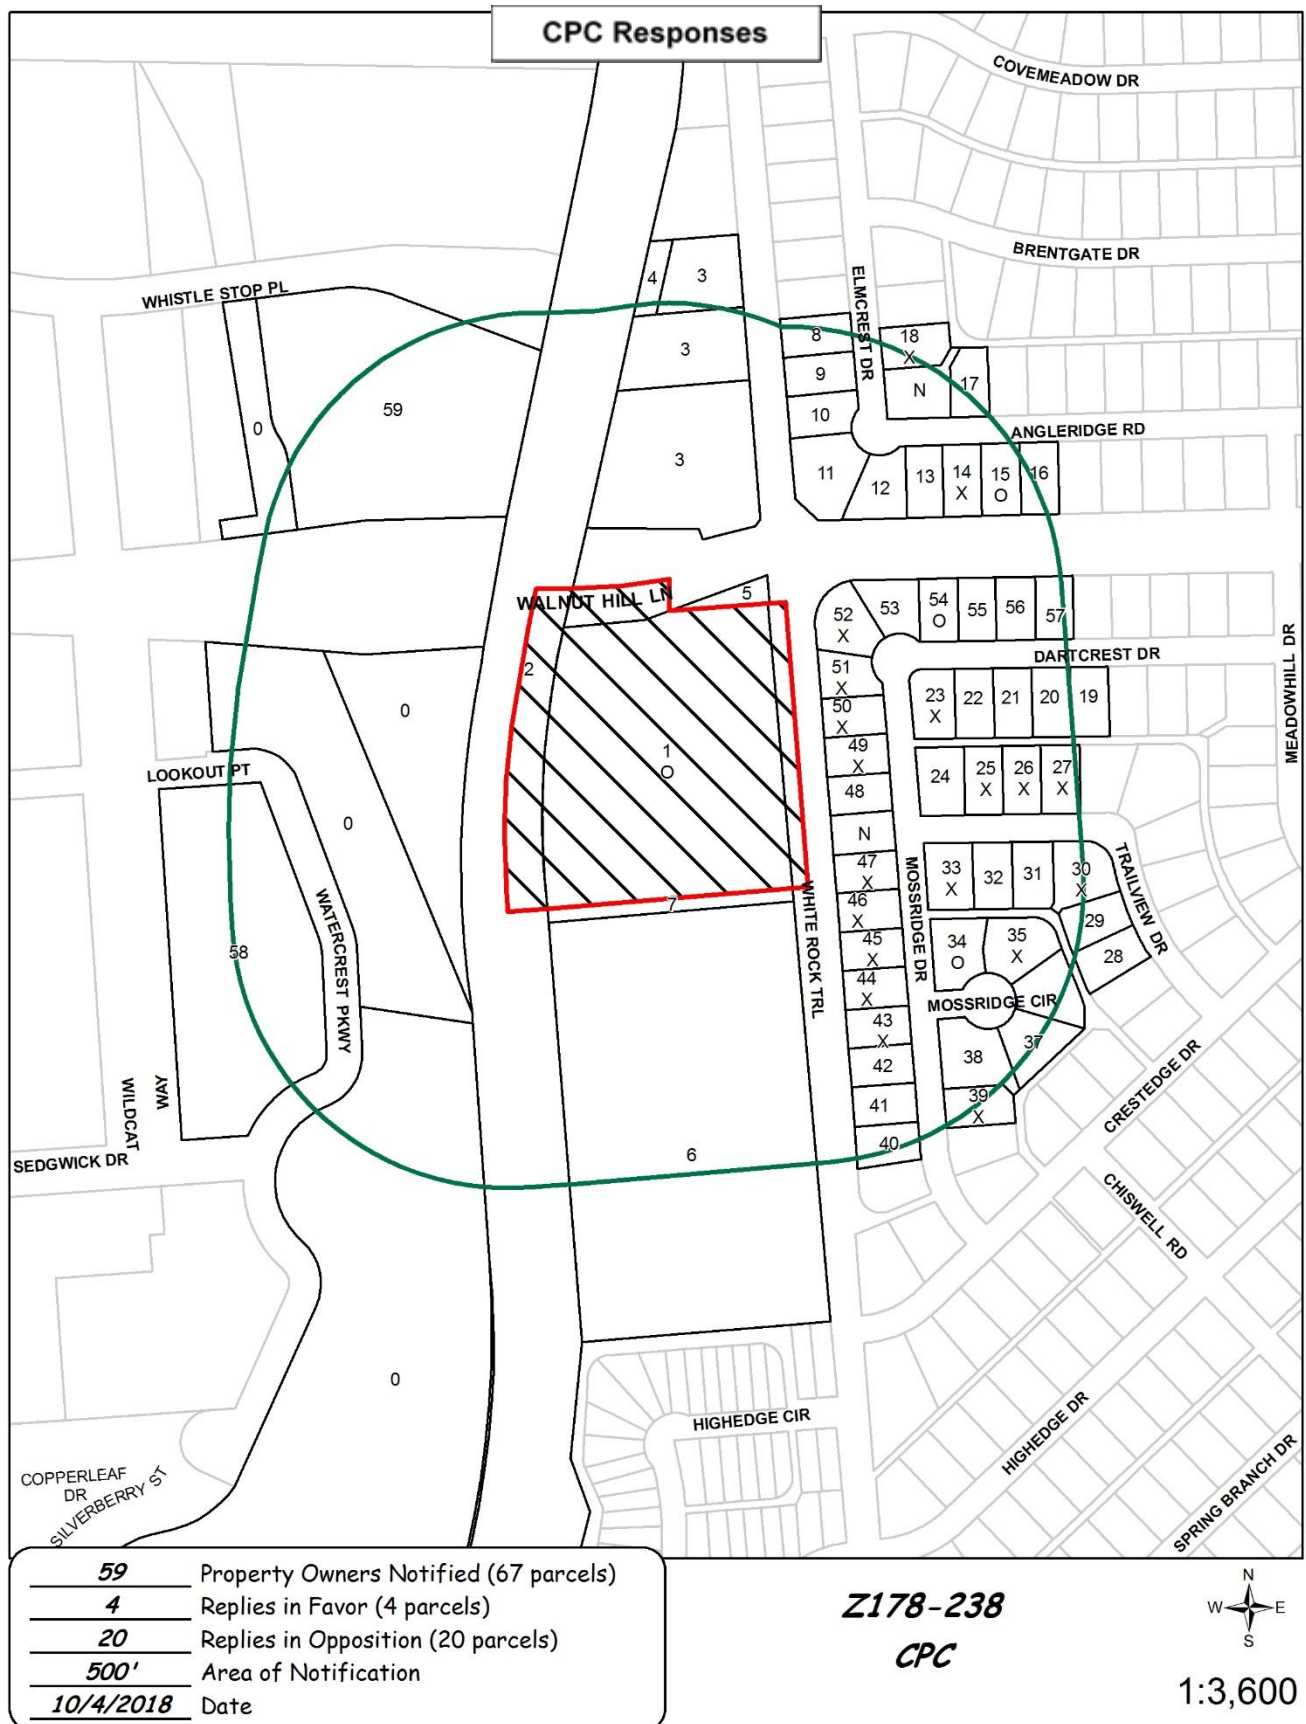 CPC Responses
COVEMEADOW DR
BRENTGATE DR
4
3
WHISTLE STOP PL
ELMCREST DR
8
18
X
3
9
N
17
59
10
0
ANGLERIDGE RD
3
11
12
13
14
X
15
O
16
WALNUT HILL LN
5
52
X
53
54
O
55
56
57
MEADOWHILL DR
DARTCREST DR
2
51
X
0
50
X
23
X
22
21
20
19
1
O
49
X
LOOKOUT PT
24
25
X
26
X
27
X
48
0
N
47
X
MOSSRIDGE DR
33
X
32
31
30
X
TRAILVIEW DR
WHITE ROCK TRL
7
46
X
29
WATERCREST PKWY
58
45
X
34
O
35
X
28
44
X
MOSSRIDGE CIR
43
X
37
42
38
CRESTEDGE DR
WILDCAT
WAY
41
39
X
40
6
SEDGWICK DR
CHISWELL RD
0
HIGHEDGE CIR
HIGHEDGE DR
SPRING BRANCH DR
COPPERLEAF
DR
SILVERBERRY ST
59 Property Owners Notified (67 parcels)
4 Replies in Favor (4 parcels)
20 Replies in Opposition (20 parcels)
500' Area of Notification
10/4/2018 Date
Z178-238
CPC
N
W E
S
1:3,600